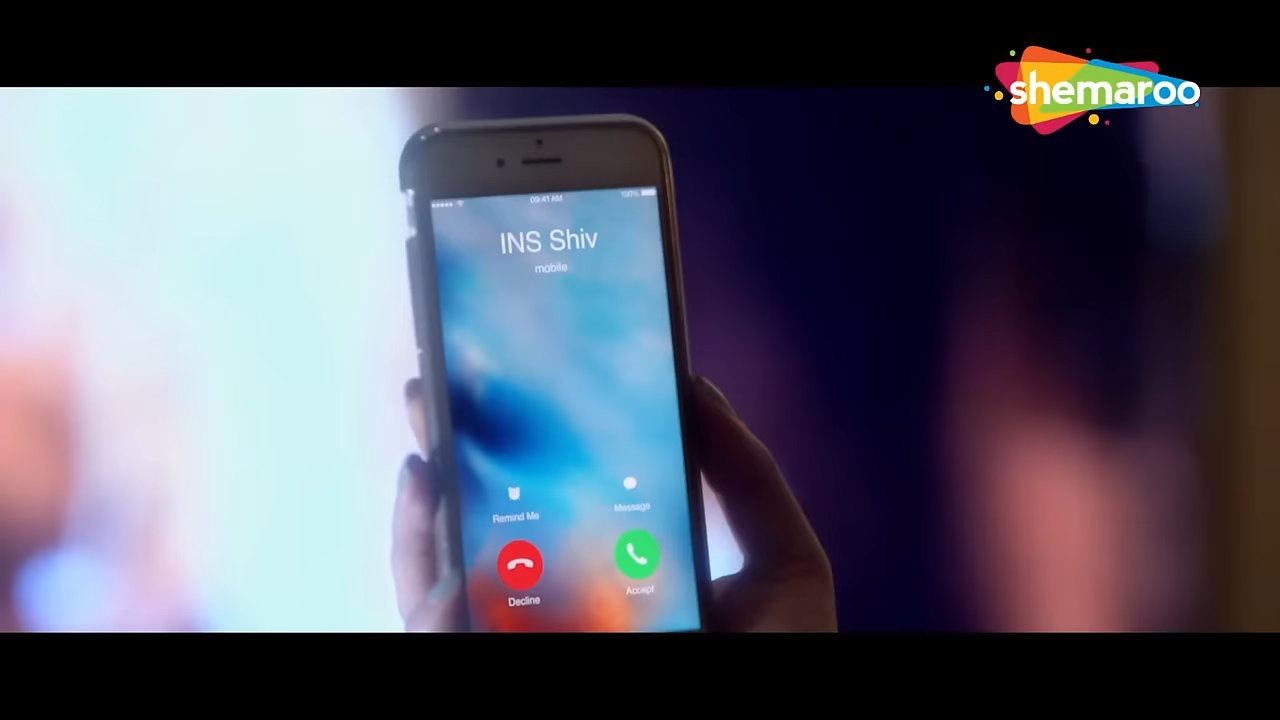 shemaroo
09:41 AM
100%
INS Shiv
mobile
Remind Me
Message
Decline
Accept